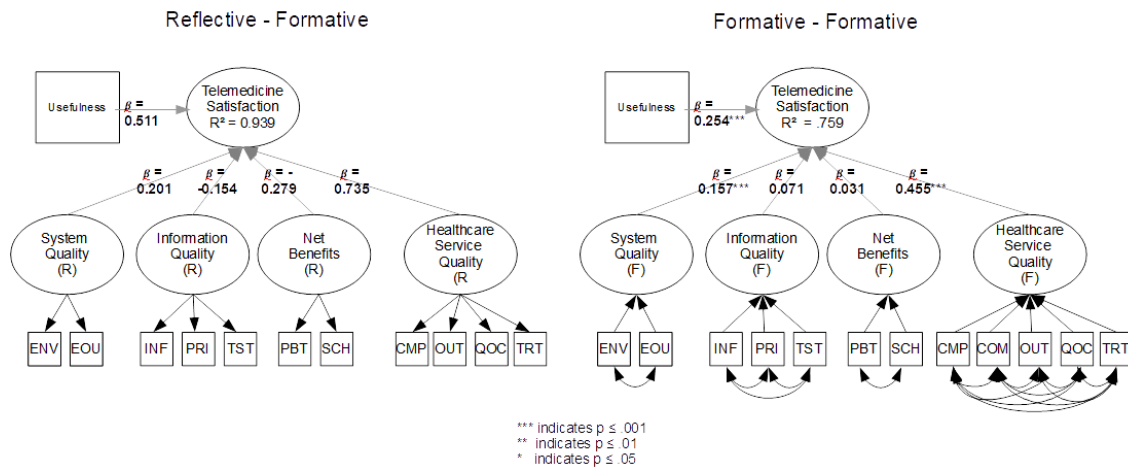 Reflective - Formative
Usefulness
β =
0.511
Telemedicine
Satisfaction
R² = 0.939
β =
0.201
β =
-0.154
β = -
0.279
β =
0.735
System
Quality
(R)
Information
Quality
(R)
Net
Benefits
(R)
Healthcare
Service
Quality
(R
ENV EOU INF PRI TST PBT SCH CMP OUT QOC TRT
Formative - Formative
Usefulness
β =
0.254***
Telemedicine
Satisfaction
R² = .759
β =
0.157***
β =
0.071
β =
0.031
β =
0.455***
System
Quality
(F)
Information
Quality
(F)
Net
Benefits
(F)
Healthcare
Service
Quality
(F)
ENV EOU INF PRI TST PBT SCH CMP COM OUT QOC TRT
*** indicates p ≤ .001
** indicates p ≤ .01
* indicates p ≤ .05